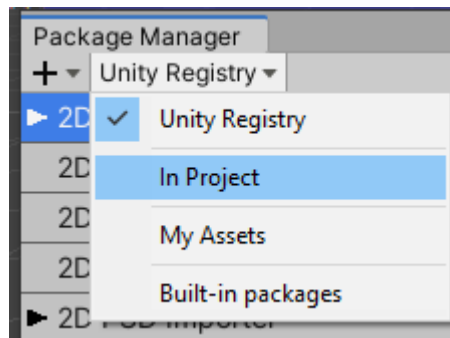 Package Manager
+ Unity Registry
2D
Unity Registry
2D
In Project
2D
My Assets
2D
Built-in packages
2D PSD Importer